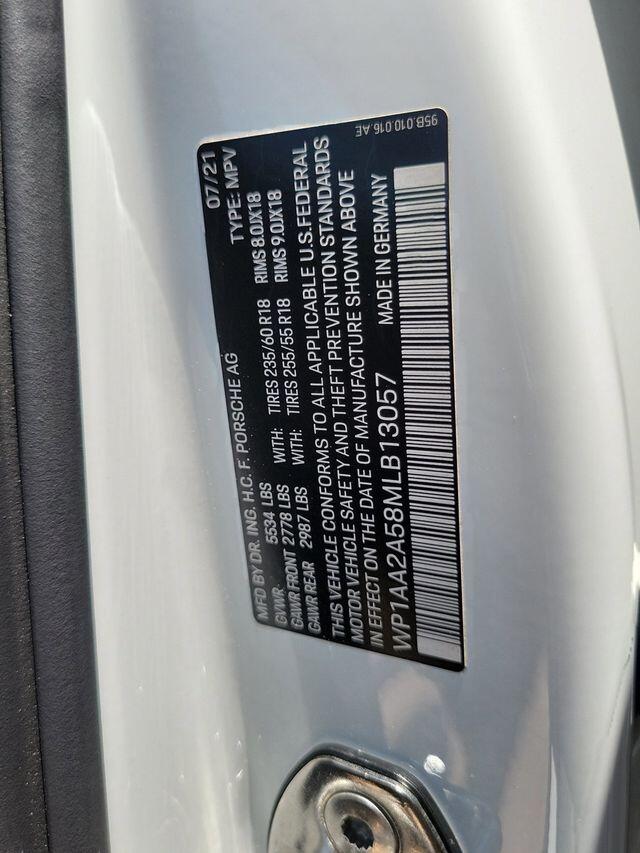 MFD BY DR. ING. H.C. F. PORSCHE AG 07/21
GVWR 5534 LBS TYPE: MPV
GAWR FRONT 2778 LBS WITH: TIRES 235/60 R18 RIMS 8.0JX18
GAWR REAR 2987 LBS WITH: TIRES 255/55 R18 RIMS 9.0JX18
THIS VEHICLE CONFORMS TO ALL APPLICABLE U.S.FEDERAL
MOTOR VEHICLE SAFETY AND THEFT PREVENTION STANDARDS
IN EFFECT ON THE DATE OF MANUFACTURE SHOWN ABOVE
WP1AA2A58MLB13057 MADE IN GERMANY
95B.010.016.AE